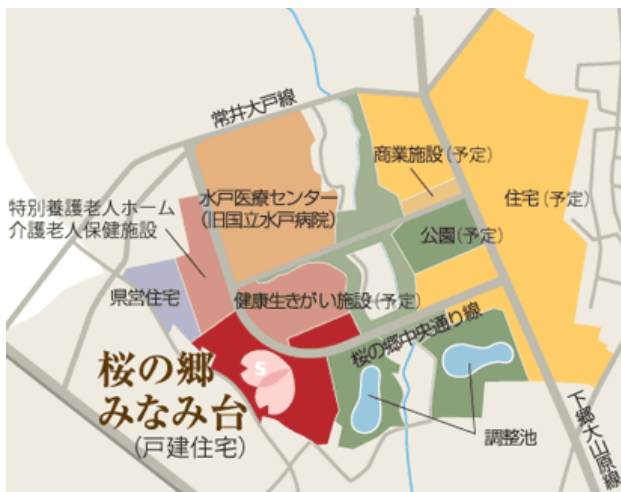 常井大戸線
商業施設(予定)
特別養護老人ホーム
介護老人保健施設
水戸医療センター
(旧国立水戸病院)
住宅(予定)
公園(予定)
県営住宅
健康生きがい施設(予定)
桜の郷中央通り線
S
桜の郷
みなみ台
(戸建住宅)
調整池
下郷大山原線